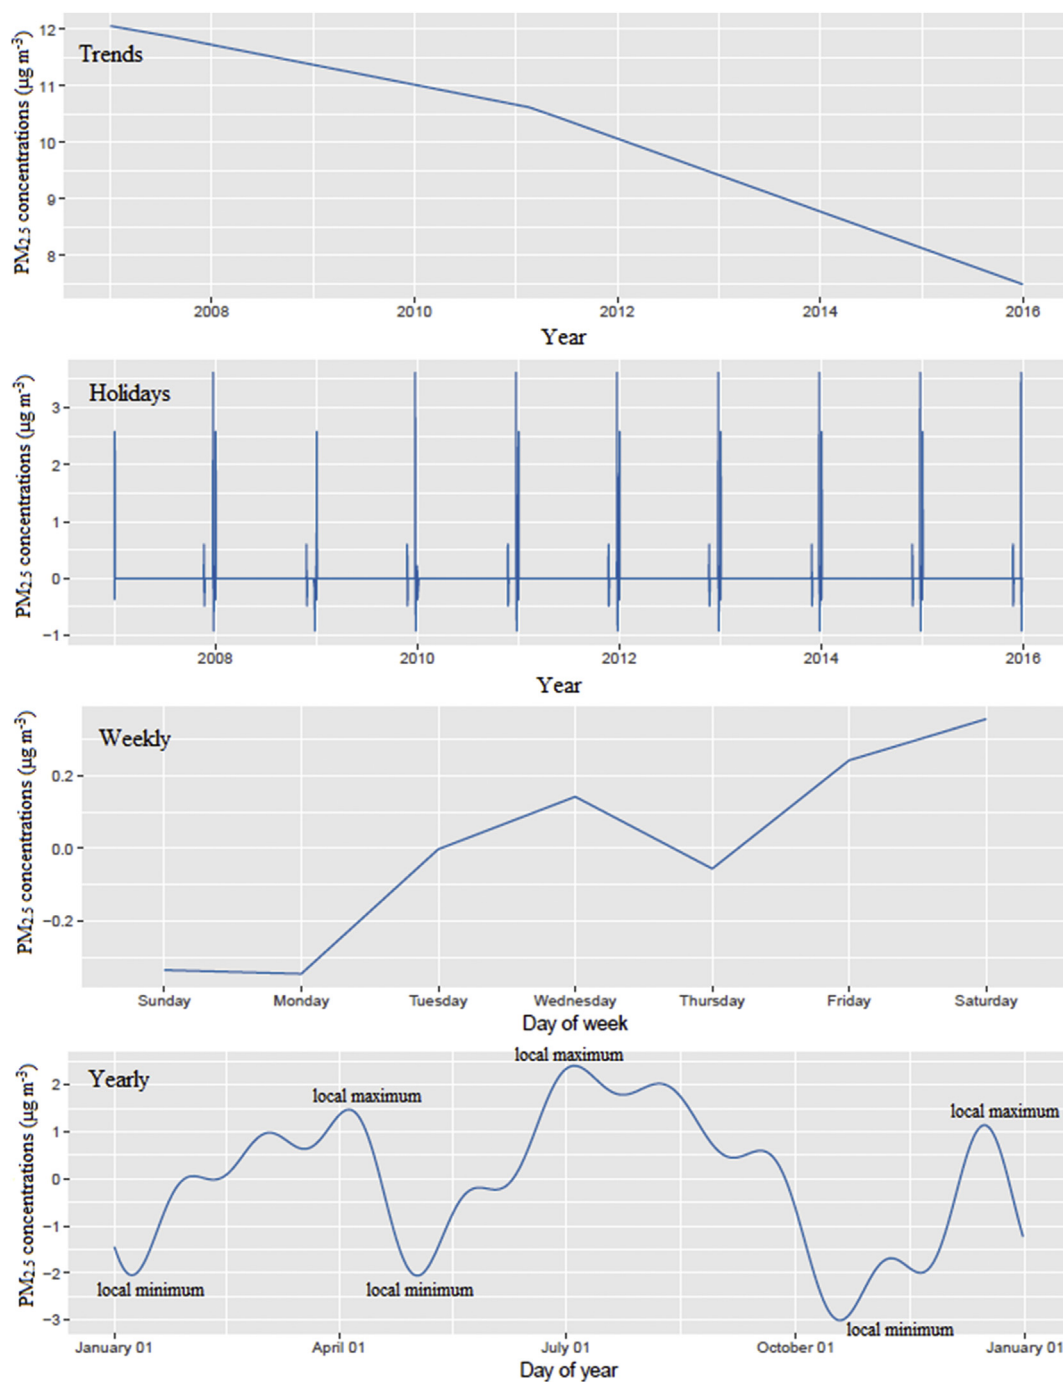 Trends
PM2.5 concentrations (µg m-3)
12
11
10
9
8
2008 2010 2012 2014 2016
Year
Holidays
PM2.5 concentrations (µg m-3)
3
2
1
0
−1
2008 2010 2012 2014 2016
Year
Weekly
PM2.5 concentrations (µg m-3)
0.2
0.0
−0.2
Sunday Monday Tuesday Wednesday Thursday Friday Saturday
Day of week
Yearly
PM2.5 concentrations (µg m-3)
local maximum
local maximum
local maximum
local minimum
local minimum
local minimum
2
1
0
−1
−2
−3
January 01 April 01 July 01 October 01 January 01
Day of year